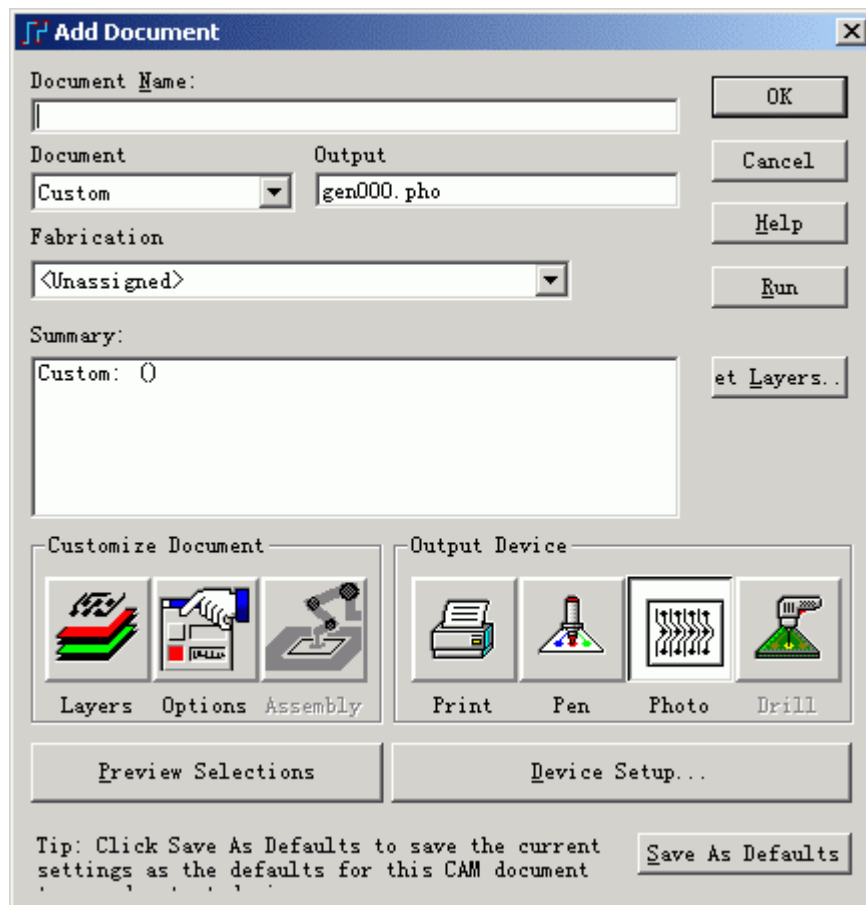 Add Document
Document Name:
OK
Document Output
Cancel
Custom gen000.pho
Help
Fabrication
<Unassigned>
Run
Summary:
Custom: ()
et Layers..
Customize Document Output Device
Layers Options Assembly Print Pen Photo Drill
Preview Selections Device Setup...
Tip: Click Save As Defaults to save the current
settings as the defaults for this CAM document
Save As Defaults